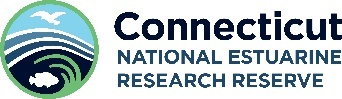 Connecticut
NATIONAL ESTUARINE
RESEARCH RESERVE